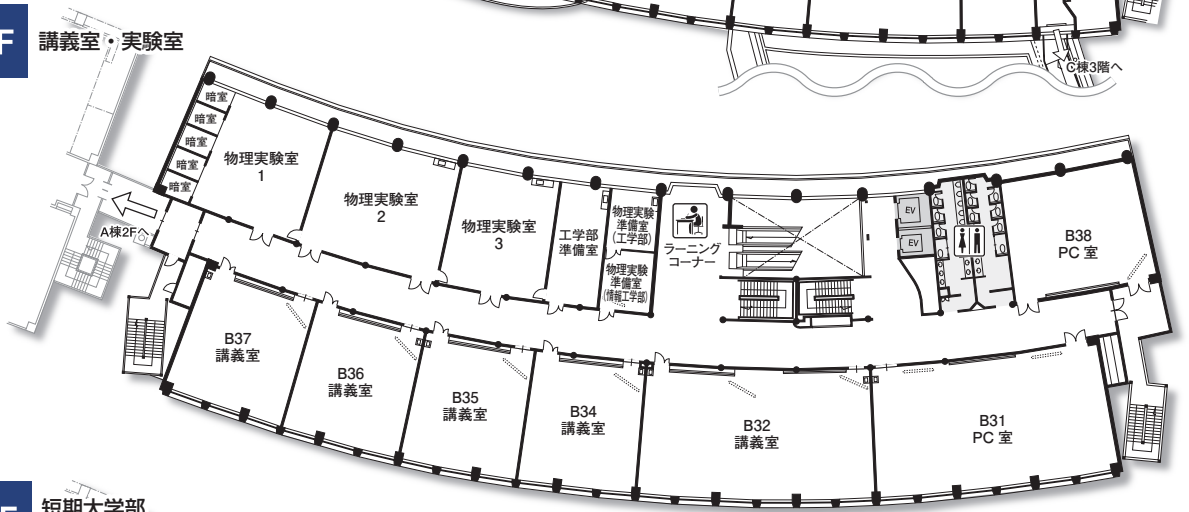 F 講義室・実験室
C棟3階へ
暗室
暗室
暗室
暗室
暗室
物理実験室
1
物理実験室
2
物理実験室
3
工学部
準備室
物理実験
準備室
(工学部)
物理実験
準備室
(情報工学部)
ラーニング
コーナー
EV
EV
B38
PC 室
A棟2Fへ
B37
講義室
B36
講義室
B35
講義室
B34
講義室
B32
講義室
B31
PC 室
短期大学部